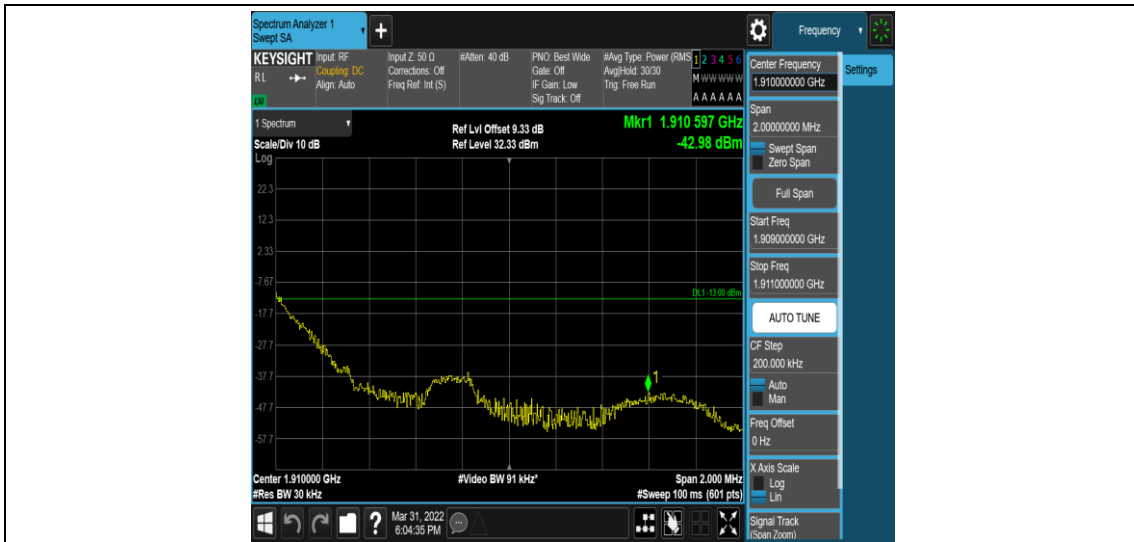 Spectrum Analyzer 1
Swept SA
+
Frequency
KEYSIGHT
RL
LXI
Input: RF
Coupling: DC
Align: Auto
Input Z: 50 Ω
Corrections: Off
Freq Ref: Int (S)
#Atten: 40 dB
PNO: Best Wide
Gate: Off
IF Gain: Low
Sig Track: Off
#Avg Type: Power (RMS
Avg|Hold: 30/30
Trig: Free Run
1 2 3 4 5 6
M W W W W W
A A A A A A
1 Spectrum
Scale/Div 10 dB
Ref Lvl Offset 9.33 dB
Ref Level 32.33 dBm
Mkr1 1.910 597 GHz
-42.98 dBm
Log
22.3
12.3
2.33
-7.67
-17.7
-27.7
-37.7
-47.7
-57.7
DL1 -13.00 dBm
1
Center 1.910000 GHz
#Res BW 30 kHz
#Video BW 91 kHz*
Span 2.000 MHz
#Sweep 100 ms (601 pts)
Center Frequency
1.910000000 GHz
Settings
Span
2.00000000 MHz
Swept Span
Zero Span
Full Span
Start Freq
1.909000000 GHz
Stop Freq
1.911000000 GHz
AUTO TUNE
CF Step
200.000 kHz
Auto
Man
Freq Offset
0 Hz
X Axis Scale
Log
Lin
Signal Track
(Span Zoom)
?
Mar 31, 2022
6:04:35 PM